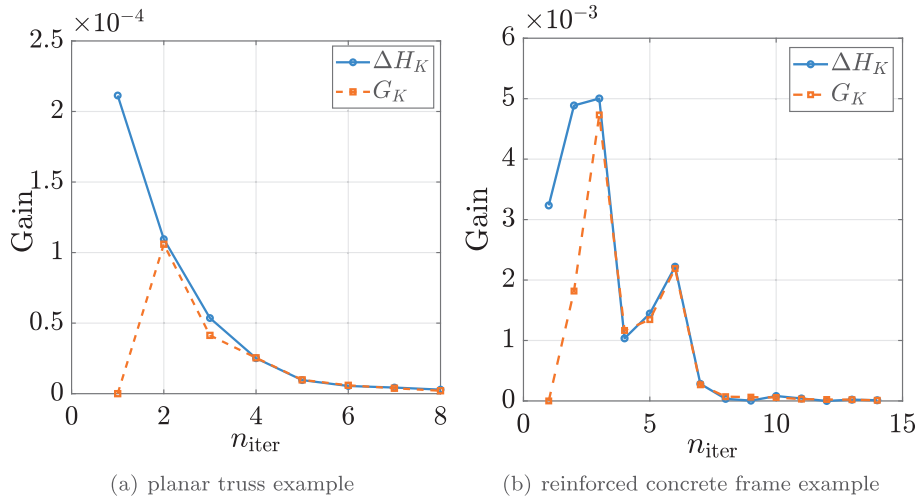 ×10⁻⁴
2.5
2
1.5
1
0.5
0
Gain
ΔH_K
G_K
0 2 4 6 8
n_iter
(a) planar truss example
×10⁻³
6
5
4
3
2
1
0
Gain
ΔH_K
G_K
0 5 10 15
n_iter
(b) reinforced concrete frame example